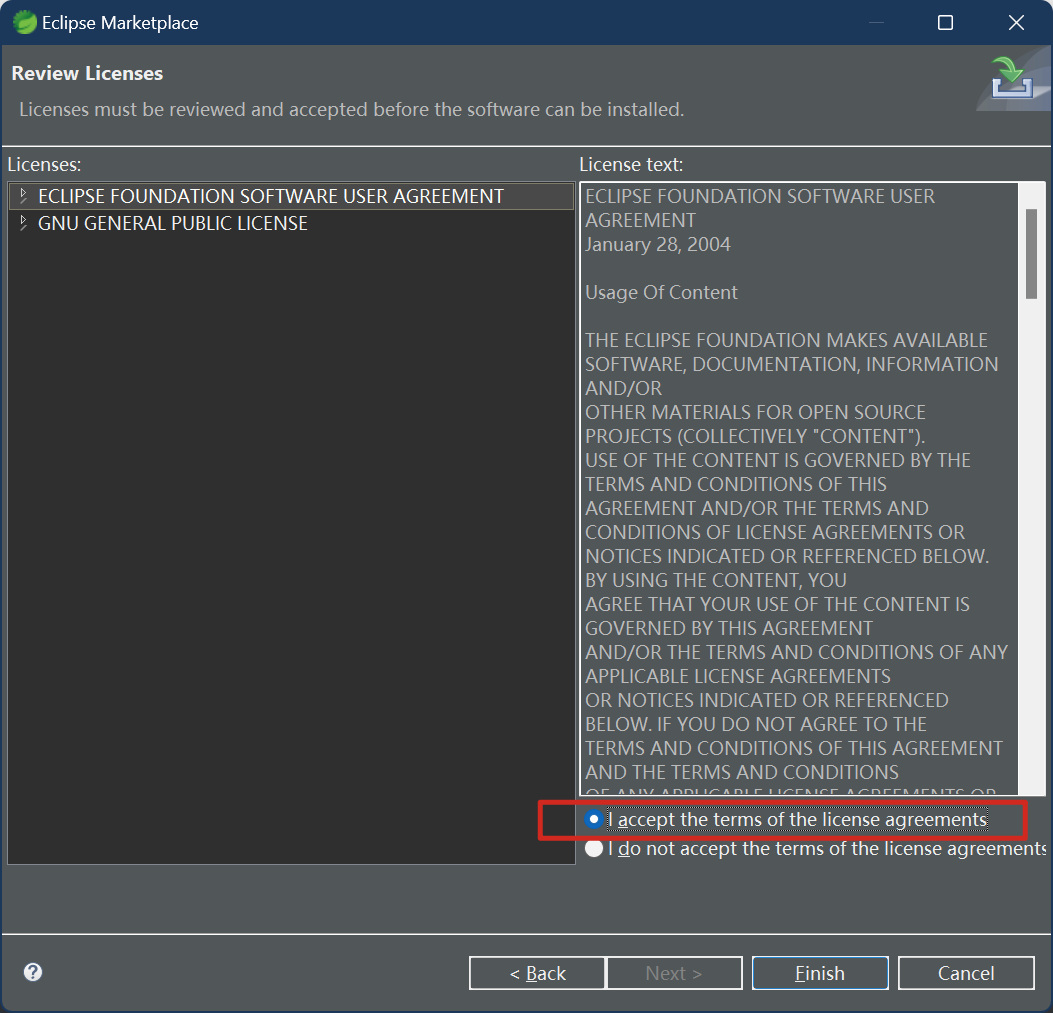 Eclipse Marketplace
Review Licenses
Licenses must be reviewed and accepted before the software can be installed.
Licenses:
ECLIPSE FOUNDATION SOFTWARE USER AGREEMENT
GNU GENERAL PUBLIC LICENSE
License text:
ECLIPSE FOUNDATION SOFTWARE USER
AGREEMENT
January 28, 2004
Usage Of Content
THE ECLIPSE FOUNDATION MAKES AVAILABLE
SOFTWARE, DOCUMENTATION, INFORMATION
AND/OR
OTHER MATERIALS FOR OPEN SOURCE
PROJECTS (COLLECTIVELY "CONTENT").
USE OF THE CONTENT IS GOVERNED BY THE
TERMS AND CONDITIONS OF THIS
AGREEMENT AND/OR THE TERMS AND
CONDITIONS OF LICENSE AGREEMENTS OR
NOTICES INDICATED OR REFERENCED BELOW.
BY USING THE CONTENT, YOU
AGREE THAT YOUR USE OF THE CONTENT IS
GOVERNED BY THIS AGREEMENT
AND/OR THE TERMS AND CONDITIONS OF ANY
APPLICABLE LICENSE AGREEMENTS
OR NOTICES INDICATED OR REFERENCED
BELOW. IF YOU DO NOT AGREE TO THE
TERMS AND CONDITIONS OF THIS AGREEMENT
AND THE TERMS AND CONDITIONS
OF ANY APPLICABLE LICENSE AGREEMENTS OR
I accept the terms of the license agreements
I do not accept the terms of the license agreements
?
< Back
Next >
Finish
Cancel